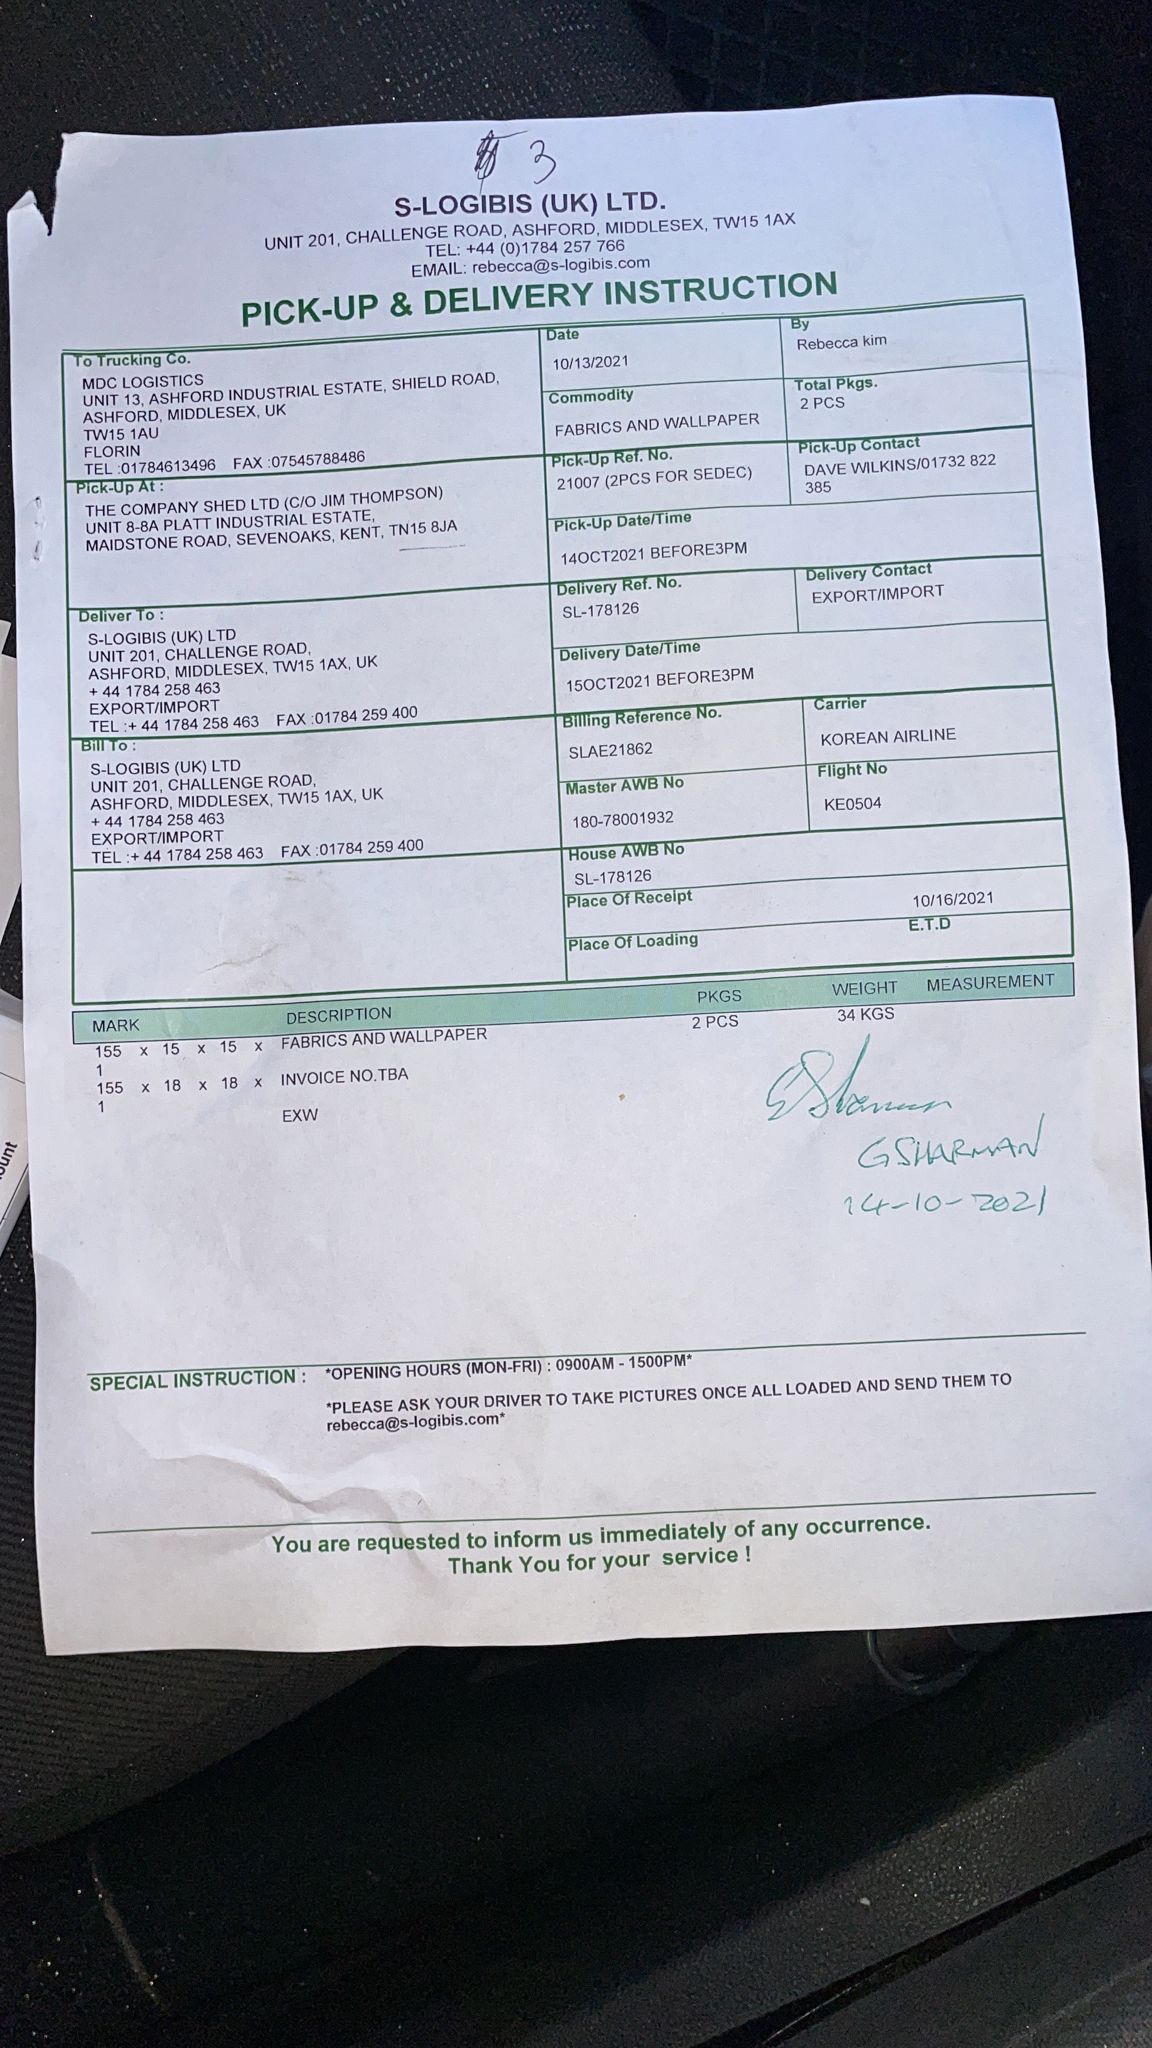 3
S-LOGIBIS (UK) LTD.
UNIT 201, CHALLENGE ROAD, ASHFORD, MIDDLESEX, TW15 1AX
TEL: +44 (0)1784 257 766
EMAIL: rebecca@s-logibis.com
PICK-UP & DELIVERY INSTRUCTION
To Trucking Co.
MDC LOGISTICS
UNIT 13, ASHFORD INDUSTRIAL ESTATE, SHIELD ROAD,
ASHFORD, MIDDLESEX, UK
TW15 1AU
FLORIN
TEL :01784613496 FAX :07545788486
Date
10/13/2021
By
Rebecca kim
Commodity
FABRICS AND WALLPAPER
Total Pkgs.
2 PCS
Pick-Up At :
THE COMPANY SHED LTD (C/O JIM THOMPSON)
UNIT 8-8A PLATT INDUSTRIAL ESTATE,
MAIDSTONE ROAD, SEVENOAKS, KENT, TN15 8JA
Pick-Up Ref. No.
21007 (2PCS FOR SEDEC)
Pick-Up Contact
DAVE WILKINS/01732 822
385
Pick-Up Date/Time
14OCT2021 BEFORE3PM
Deliver To :
S-LOGIBIS (UK) LTD
UNIT 201, CHALLENGE ROAD,
ASHFORD, MIDDLESEX, TW15 1AX, UK
+ 44 1784 258 463
EXPORT/IMPORT
TEL :+ 44 1784 258 463 FAX :01784 259 400
Delivery Ref. No.
SL-178126
Delivery Contact
EXPORT/IMPORT
Delivery Date/Time
15OCT2021 BEFORE3PM
Bill To :
S-LOGIBIS (UK) LTD
UNIT 201, CHALLENGE ROAD,
ASHFORD, MIDDLESEX, TW15 1AX, UK
+ 44 1784 258 463
EXPORT/IMPORT
TEL :+ 44 1784 258 463 FAX :01784 259 400
Billing Reference No.
SLAE21862
Carrier
KOREAN AIRLINE
Master AWB No
180-78001932
Flight No
KE0504
House AWB No
SL-178126
Place Of Receipt
10/16/2021
E.T.D
Place Of Loading
MARK DESCRIPTION PKGS WEIGHT MEASUREMENT
155 x 15 x 15 x FABRICS AND WALLPAPER 2 PCS 34 KGS
1
155 x 18 x 18 x INVOICE NO.TBA
1
EXW
GSharman
GSHARMAN
14-10-2021
SPECIAL INSTRUCTION : *OPENING HOURS (MON-FRI) : 0900AM - 1500PM*
*PLEASE ASK YOUR DRIVER TO TAKE PICTURES ONCE ALL LOADED AND SEND THEM TO
rebecca@s-logibis.com*
You are requested to inform us immediately of any occurrence.
Thank You for your service !